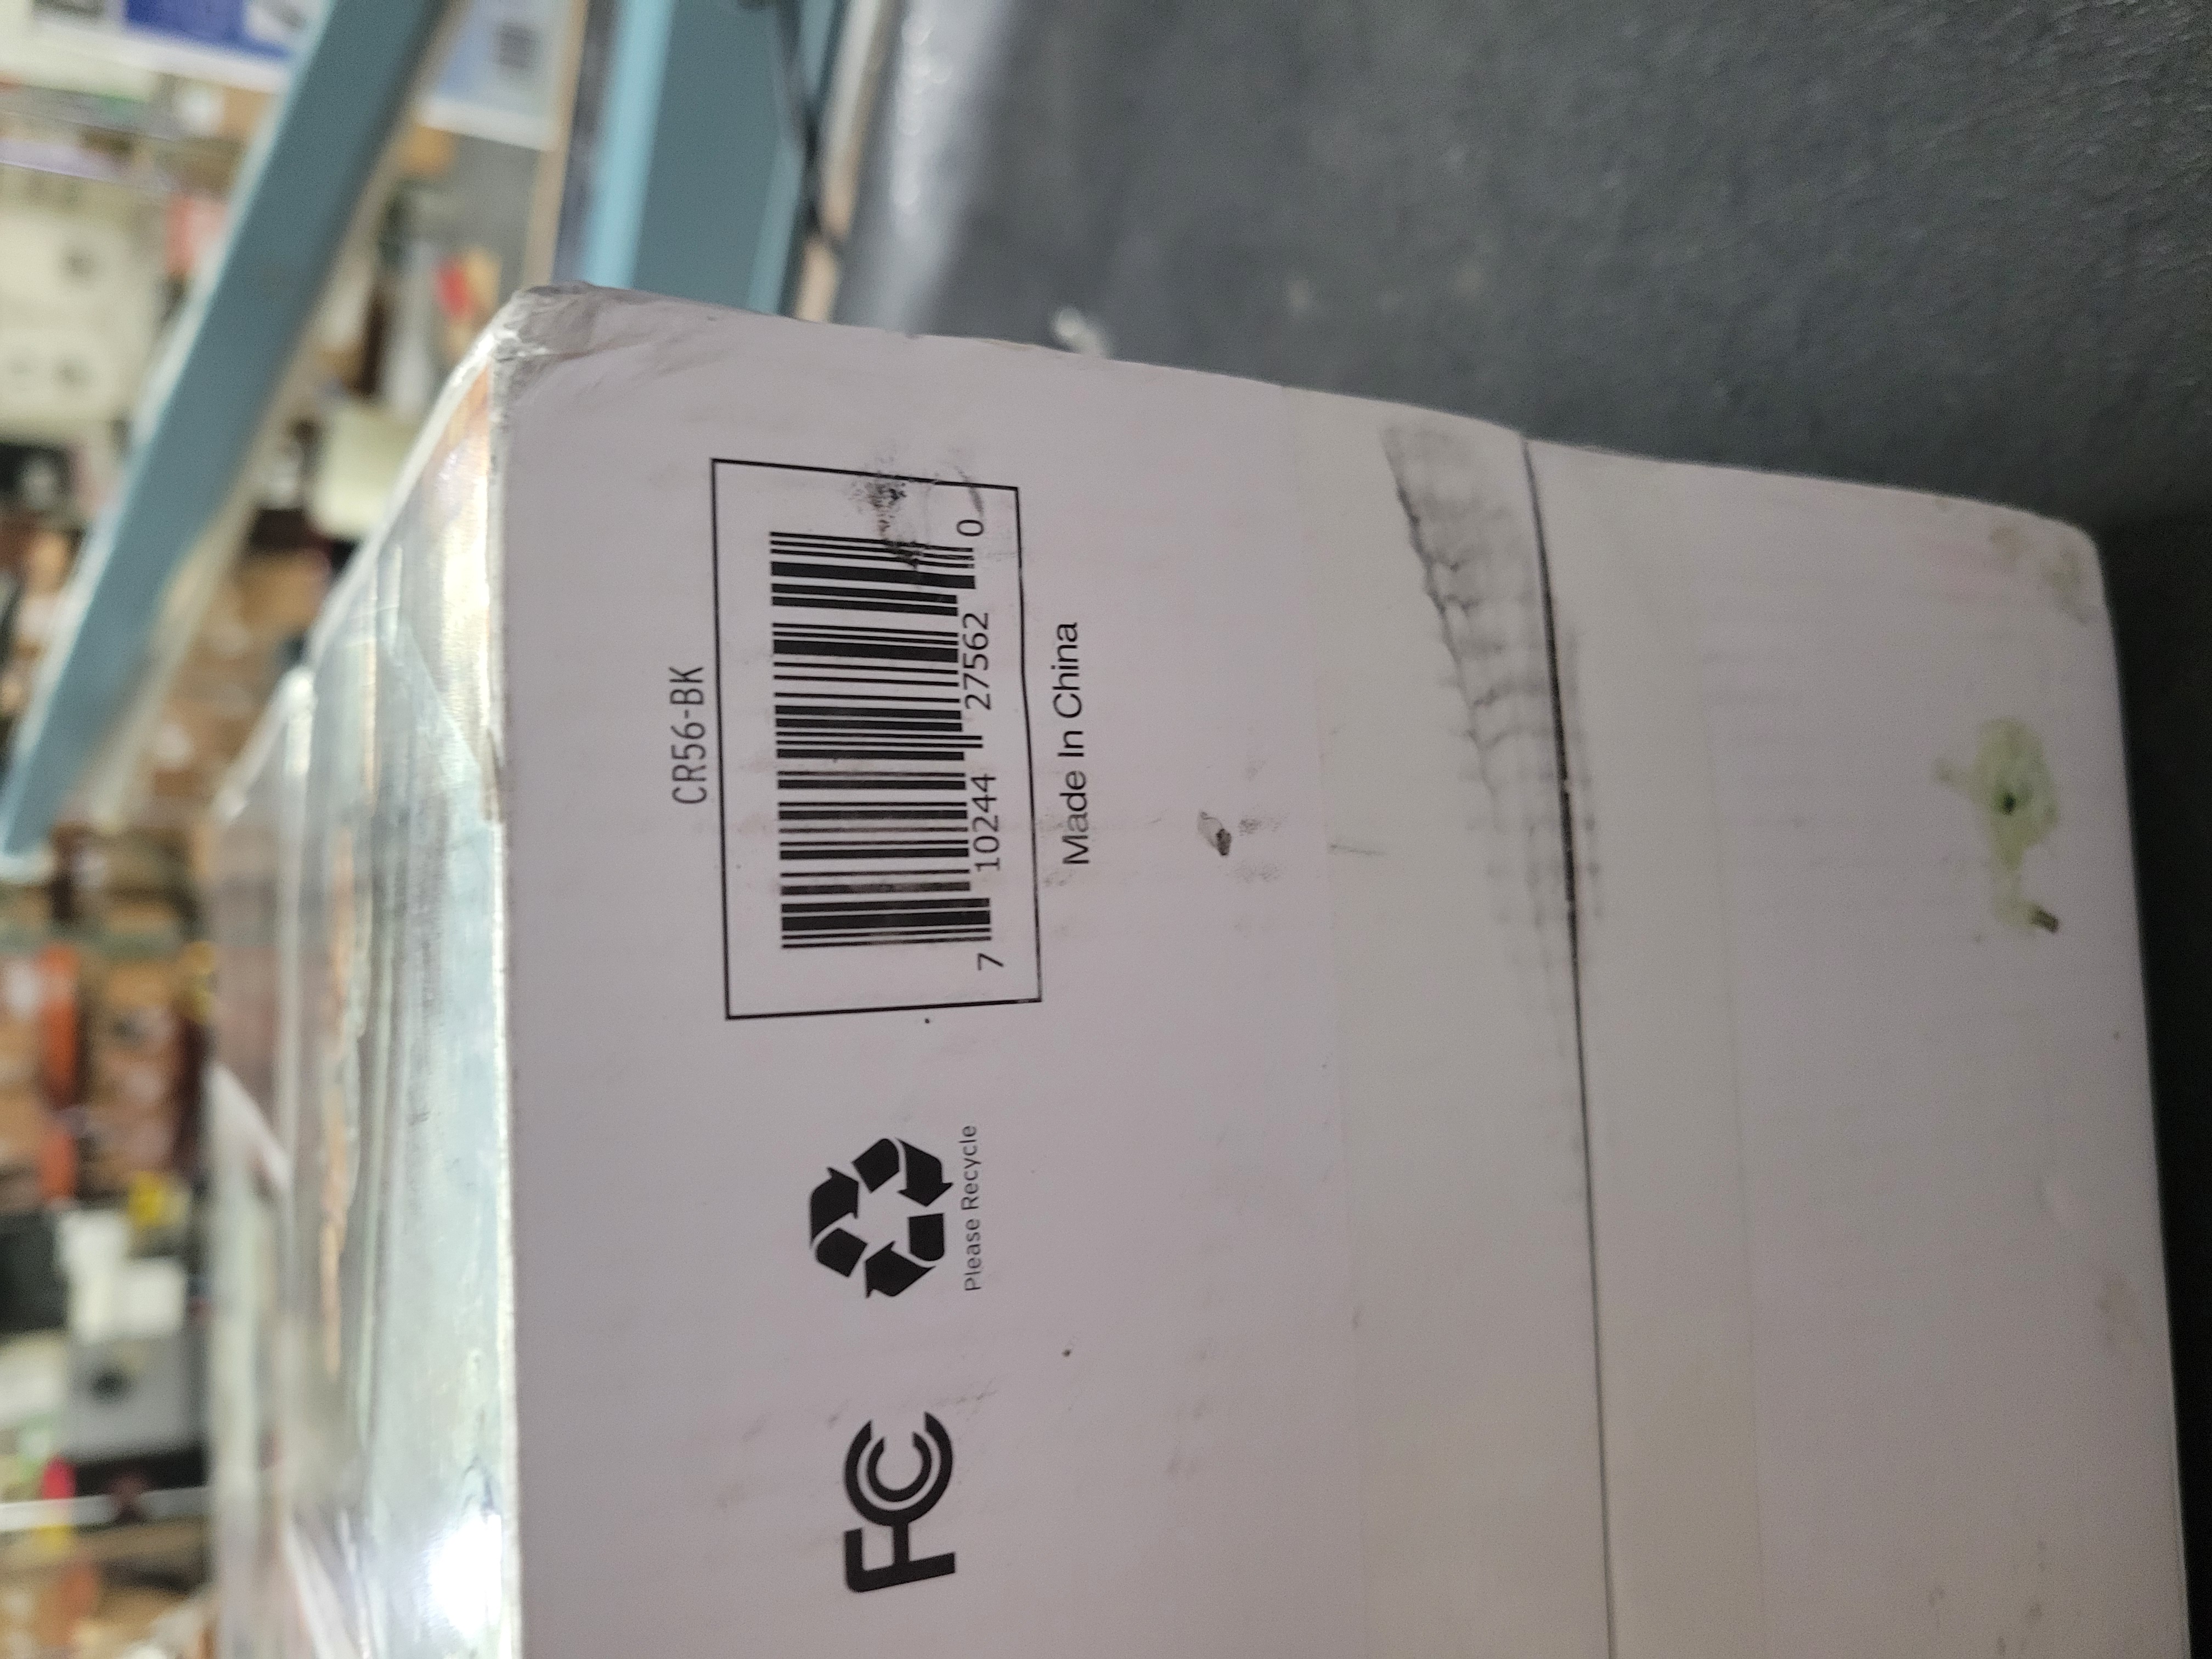 CR56-BK
7 10244 27562 0
Made In China
Please Recycle
FC